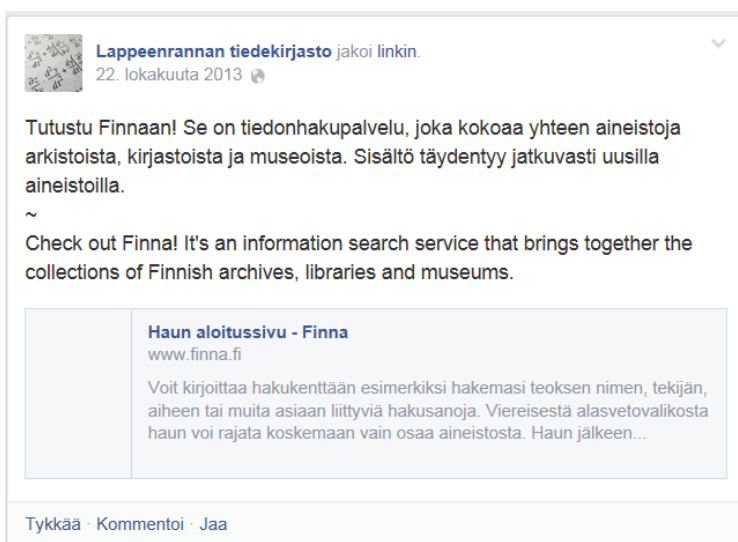 Lappeenrannan tiedekirjasto jakoi linkin.
22. lokakuuta 2013
Tutustu Finnaan! Se on tiedonhakupalvelu, joka kokoaa yhteen aineistoja
arkistoista, kirjastoista ja museoista. Sisältö täydentyy jatkuvasti uusilla
aineistoilla.
~
Check out Finna! It's an information search service that brings together the
collections of Finnish archives, libraries and museums.
Haun aloitussivu - Finna
www.finna.fi
Voit kirjoittaa hakukenttään esimerkiksi hakemasi teoksen nimen, tekijän,
aiheen tai muita asiaan liittyviä hakusanoja. Viereisestä alasvetovalikosta
haun voi rajata koskemaan vain osaa aineistosta. Haun jälkeen...
Tykkää · Kommentoi · Jaa